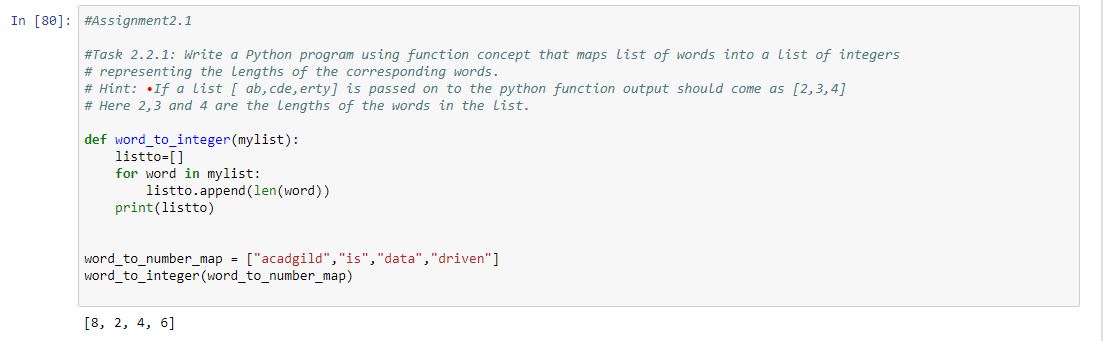 In [80]: #Assignment2.1
#Task 2.2.1: Write a Python program using function concept that maps list of words into a list of integers
# representing the lengths of the corresponding words.
# Hint: •If a list [ ab,cde,erty] is passed on to the python function output should come as [2,3,4]
# Here 2,3 and 4 are the lengths of the words in the list.
def word_to_integer(mylist):
    listto=[]
    for word in mylist:
        listto.append(len(word))
    print(listto)
word_to_number_map = ["acadgild","is","data","driven"]
word_to_integer(word_to_number_map)
[8, 2, 4, 6]